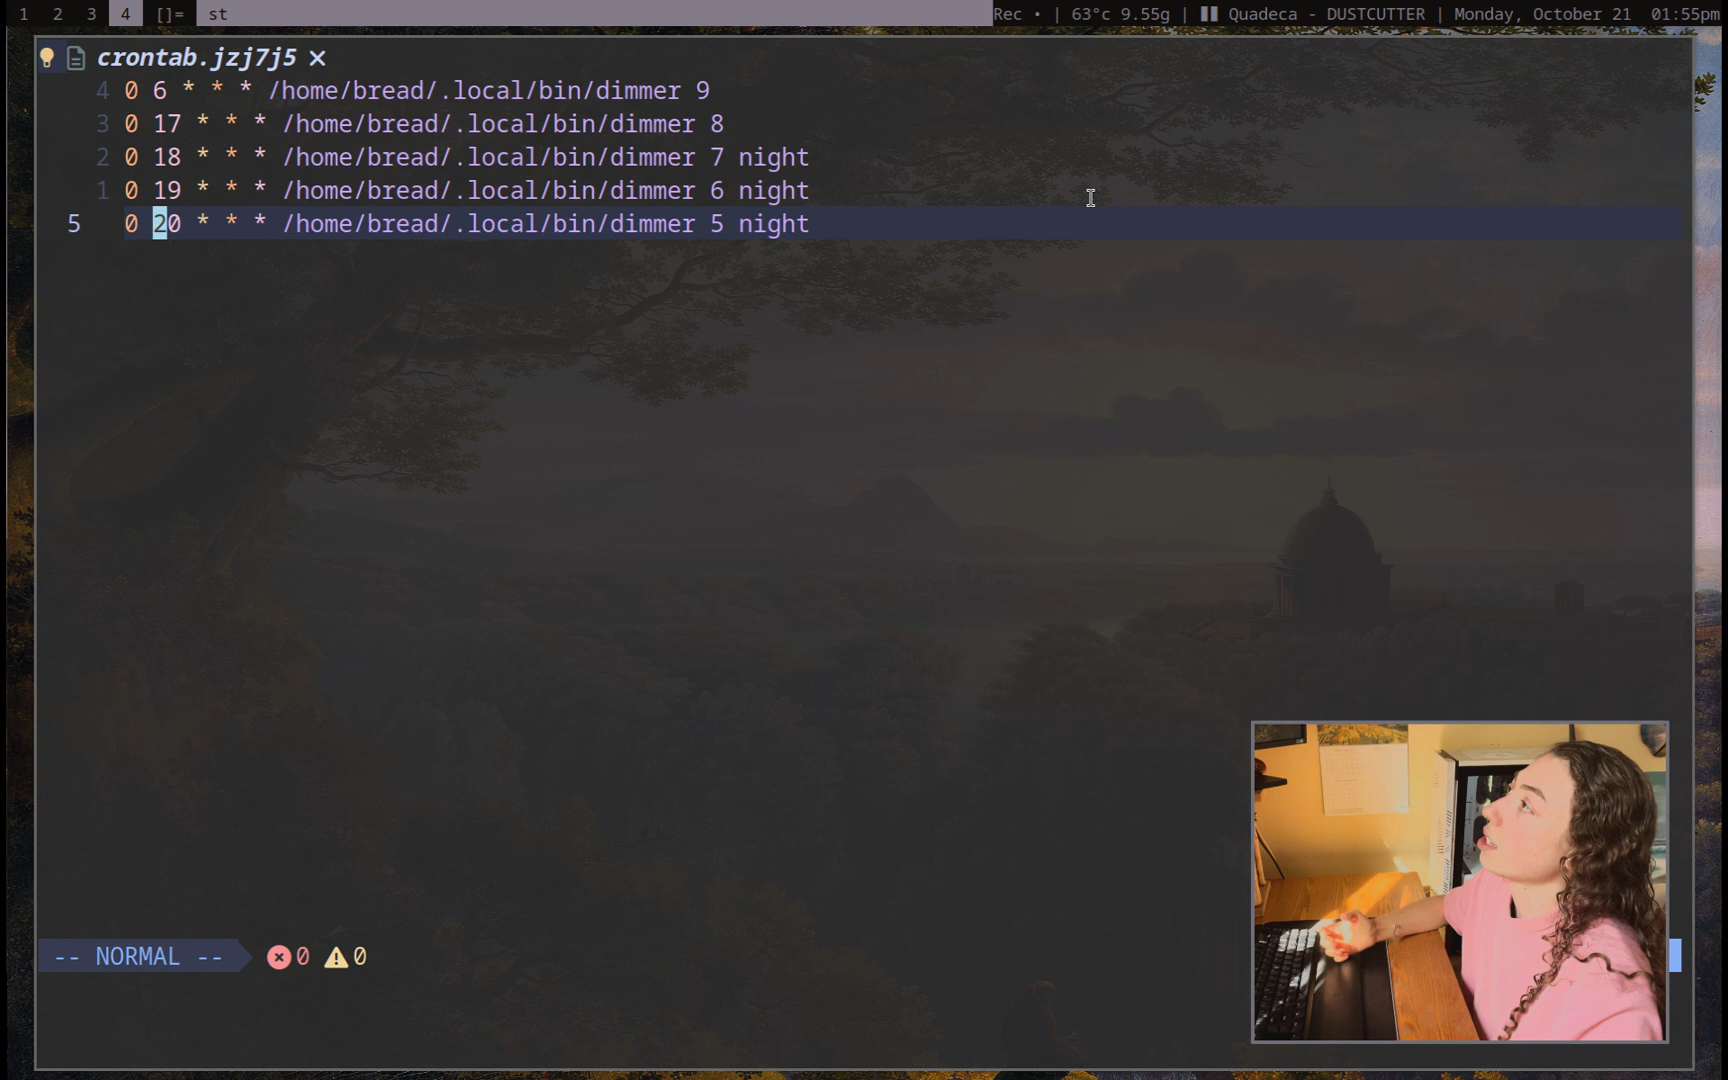 1 2 3 4 []= st Rec • | 63°c 9.55g | Quadeca - DUSTCUTTER | Monday, October 21 01:55pm
crontab.jzj7j5 ×
4 0 6 * * * /home/bread/.local/bin/dimmer 9
3 0 17 * * * /home/bread/.local/bin/dimmer 8
2 0 18 * * * /home/bread/.local/bin/dimmer 7 night
1 0 19 * * * /home/bread/.local/bin/dimmer 6 night
5 0 20 * * * /home/bread/.local/bin/dimmer 5 night
-- NORMAL -- 0 0